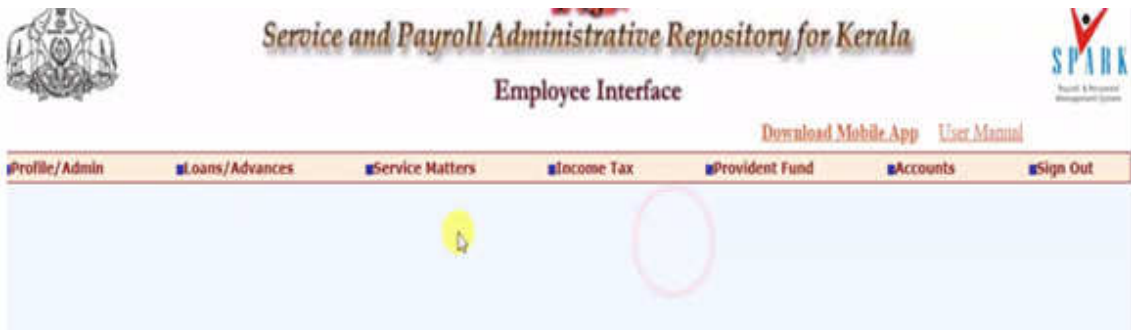 Service and Payroll Administrative Repository for Kerala
SPARK
Employee Interface
Download Mobile App User Manual
Profile/Admin Loans/Advances Service Matters Income Tax Provident Fund Accounts Sign Out